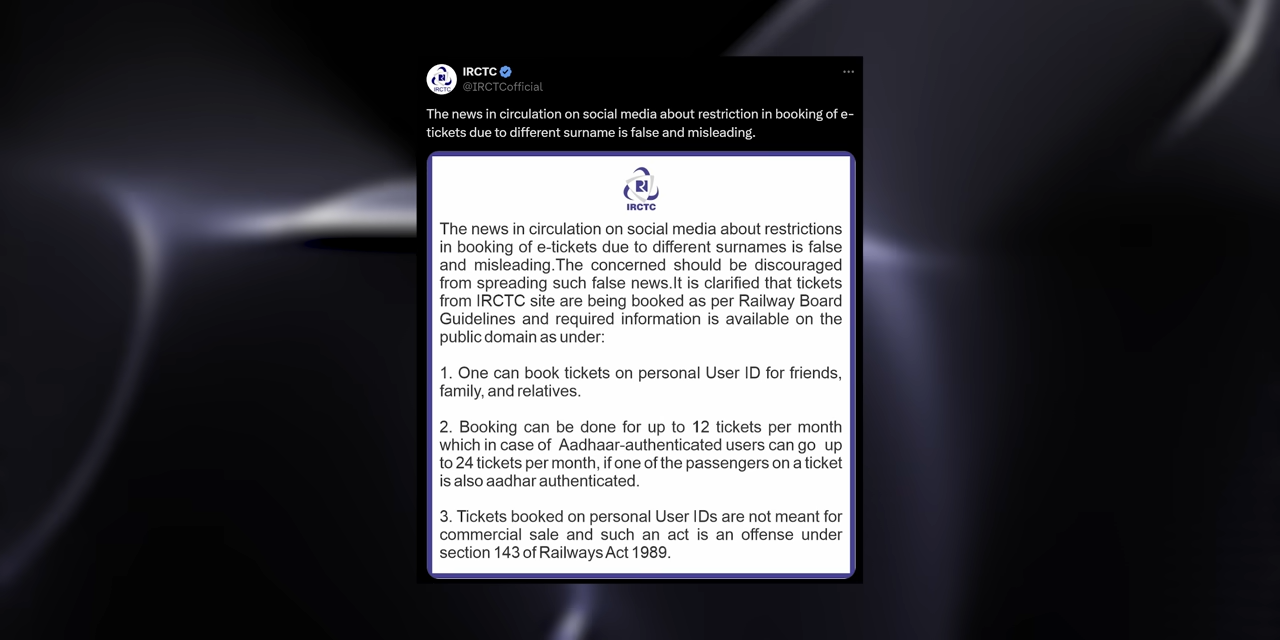 IRCTC
@IRCTCofficial
The news in circulation on social media about restriction in booking of e-
tickets due to different surname is false and misleading.
IRCTC
The news in circulation on social media about restrictions
in booking of e-tickets due to different surnames is false
and misleading.The concerned should be discouraged
from spreading such false news.It is clarified that tickets
from IRCTC site are being booked as per Railway Board
Guidelines and required information is available on the
public domain as under:
1. One can book tickets on personal User ID for friends,
family, and relatives.
2. Booking can be done for up to 12 tickets per month
which in case of Aadhaar-authenticated users can go up
to 24 tickets per month, if one of the passengers on a ticket
is also aadhar authenticated.
3. Tickets booked on personal User IDs are not meant for
commercial sale and such an act is an offense under
section 143 of Railways Act 1989.